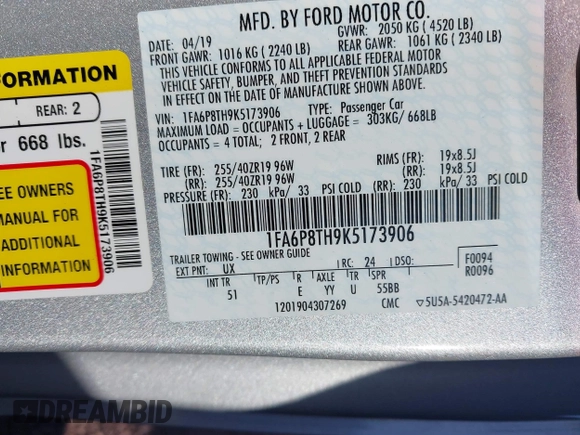 MFD. BY FORD MOTOR CO.
DATE: 04/19
GVWR: 2050 KG ( 4520 LB)
FRONT GAWR: 1016 KG ( 2240 LB)
REAR GAWR: 1061 KG ( 2340 LB)
THIS VEHICLE CONFORMS TO ALL APPLICABLE FEDERAL MOTOR
VEHICLE SAFETY, BUMPER, AND THEFT PREVENTION STANDARDS
IN EFFECT ON THE DATE OF MANUFACTURE SHOWN ABOVE.
VIN: 1FA6P8TH9K5173906
TYPE: Passenger Car
MAXIMUM LOAD = OCCUPANTS + LUGGAGE = 303KG/ 668LB
OCCUPANTS = 4 TOTAL; 2 FRONT, 2 REAR
TIRE (FR): 255/40ZR19 96W
RIMS (FR): 19x8.5J
(RR): 255/40ZR19 96W
(RR): 19x8.5J
PRESSURE (FR): 230 kPa/ 33 PSI COLD (RR): 230 kPa/ 33 PSI COLD
1FA6P8TH9K5173906
TRAILER TOWING - SEE OWNER GUIDE
EXT PNT: UX
RC: 24
DSO:
F0094
R0096
INT TR
TP/PS
R
AXLE
TR
SPR
51
E
YY
U
55BB
1201904307269
CMC
5U5A-5420472-AA
FORMATION
REAR: 2
r 668 lbs.
EE OWNERS
MANUAL FOR
ADDITIONAL
INFORMATION
1FA6P8TH9K5173906
DREAMBID